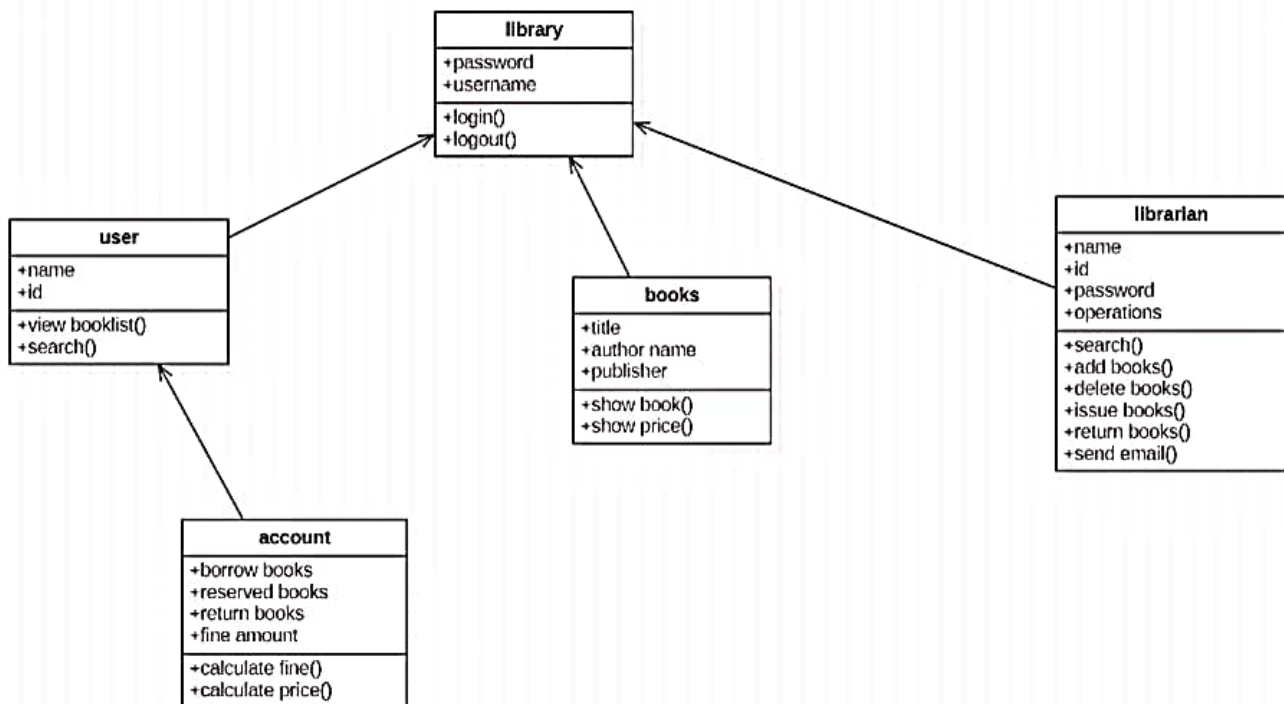 library
+password
+username
+login()
+logout()
user
+name
+id
+view booklist()
+search()
books
+title
+author name
+publisher
+show book()
+show price()
librarian
+name
+id
+password
+operations
+search()
+add books()
+delete books()
+issue books()
+return books()
+send email()
account
+borrow books
+reserved books
+return books
+fine amount
+calculate fine()
+calculate price()